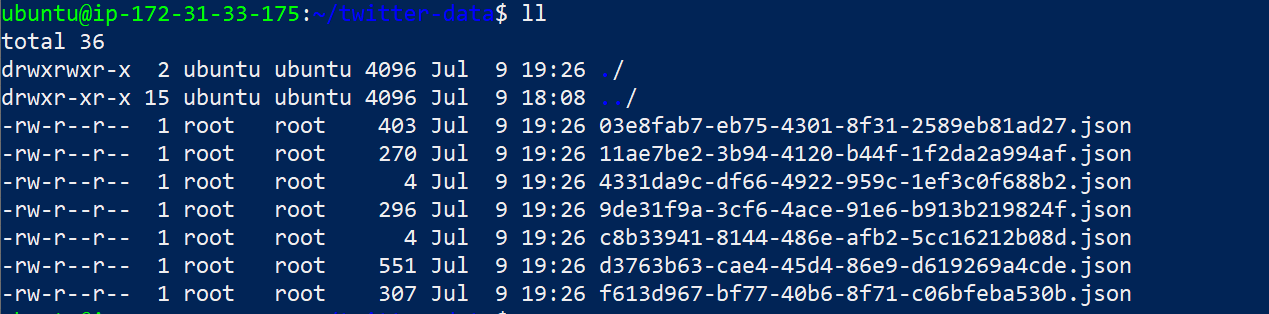 ubuntu@ip-172-31-33-175:~/twitter-data$ ll
total 36
drwxrwxr-x  2 ubuntu ubuntu 4096 Jul  9 19:26 ./
drwxr-xr-x 15 ubuntu ubuntu 4096 Jul  9 18:08 ../
-rw-r--r--  1 root   root    403 Jul  9 19:26 03e8fab7-eb75-4301-8f31-2589eb81ad27.json
-rw-r--r--  1 root   root    270 Jul  9 19:26 11ae7be2-3b94-4120-b44f-1f2da2a994af.json
-rw-r--r--  1 root   root      4 Jul  9 19:26 4331da9c-df66-4922-959c-1ef3c0f688b2.json
-rw-r--r--  1 root   root    296 Jul  9 19:26 9de31f9a-3cf6-4ace-91e6-b913b219824f.json
-rw-r--r--  1 root   root      4 Jul  9 19:26 c8b33941-8144-486e-afb2-5cc16212b08d.json
-rw-r--r--  1 root   root    551 Jul  9 19:26 d3763b63-cae4-45d4-86e9-d619269a4cde.json
-rw-r--r--  1 root   root    307 Jul  9 19:26 f613d967-bf77-40b6-8f71-c06bfeba530b.json